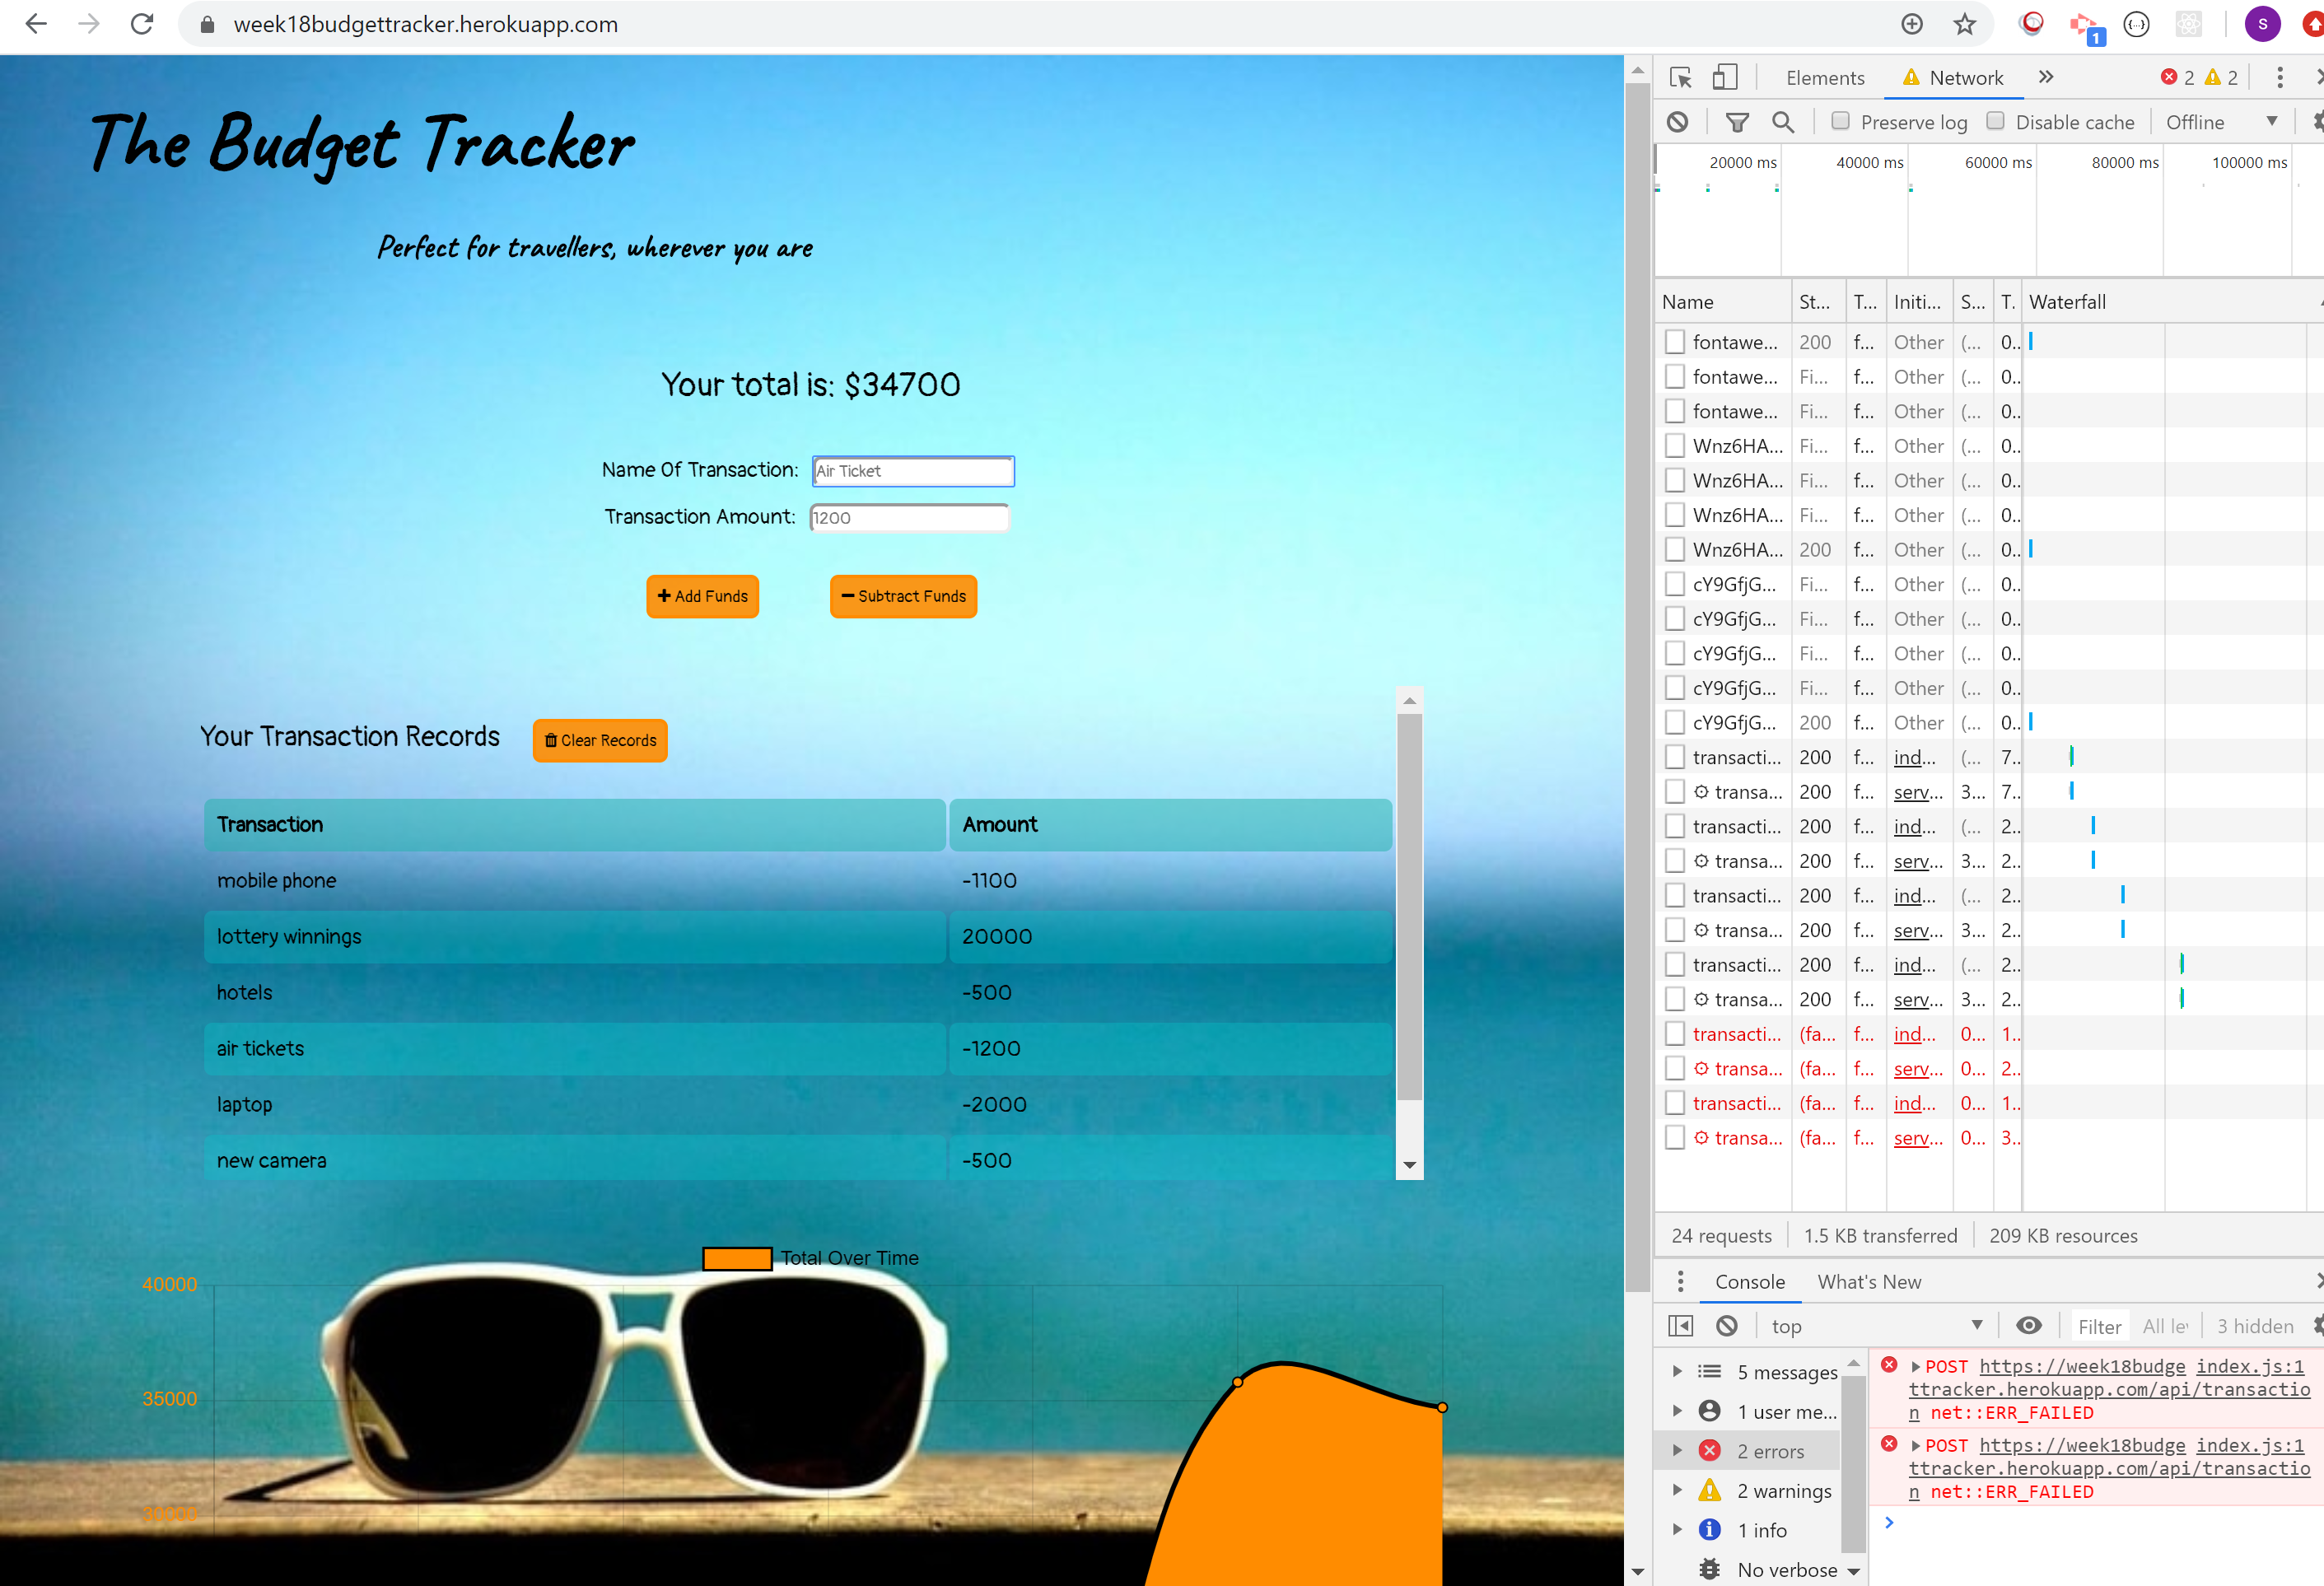 week18budgettracker.herokuapp.com
1
S
The Budget Tracker
Perfect for travellers, wherever you are
Your total is: $34700
Name Of Transaction: Air Ticket
Transaction Amount: 1200
Add Funds Subtract Funds
Your Transaction Records Clear Records
Transaction Amount
mobile phone -1100
lottery winnings 20000
hotels -500
air tickets -1200
laptop -2000
new camera -500
Total Over Time
40000
35000
30000
Elements Network 2 2
Preserve log Disable cache Offline
20000 ms 40000 ms 60000 ms 80000 ms 100000 ms
Name St... T... Initi... S... T. Waterfall
fontawe... 200 f... Other (... 0..
fontawe... Fi... f... Other (... 0..
fontawe... Fi... f... Other (... 0..
Wnz6HA... Fi... f... Other (... 0..
Wnz6HA... Fi... f... Other (... 0..
Wnz6HA... Fi... f... Other (... 0..
Wnz6HA... 200 f... Other (... 0..
cY9GfjG... Fi... f... Other (... 0..
cY9GfjG... Fi... f... Other (... 0..
cY9GfjG... Fi... f... Other (... 0..
cY9GfjG... Fi... f... Other (... 0..
cY9GfjG... 200 f... Other (... 0..
transacti... 200 f... ind... (... 7..
transa... 200 f... serv... 3... 7..
transacti... 200 f... ind... (... 2..
transa... 200 f... serv... 3... 2..
transacti... 200 f... ind... (... 2..
transa... 200 f... serv... 3... 2..
transacti... 200 f... ind... (... 2..
transa... 200 f... serv... 3... 2..
transacti... (fa... f... ind... 0... 1..
transa... (fa... f... serv... 0... 2..
transacti... (fa... f... ind... 0... 1..
transa... (fa... f... serv... 0... 3..
24 requests 1.5 KB transferred 209 KB resources
Console What's New
top Filter All le 3 hidden
5 messages
1 user me...
2 errors
2 warnings
1 info
No verbose
POST https://week18budge index.js:1
ttracker.herokuapp.com/api/transactio
n net::ERR_FAILED
POST https://week18budge index.js:1
ttracker.herokuapp.com/api/transactio
n net::ERR_FAILED